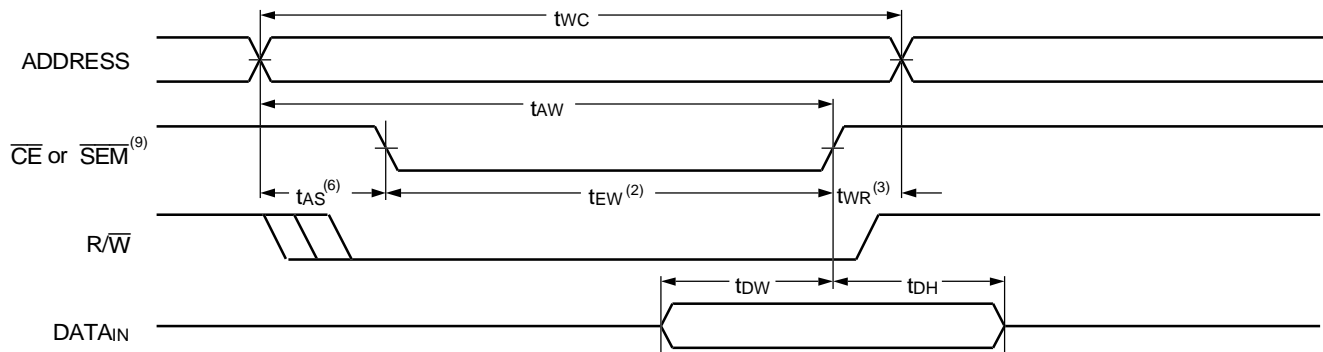 tWC
ADDRESS
tAW
CE or SEM(9)
tAS(6) tEW(2) tWR(3)
R/W
tDW tDH
DATAIN